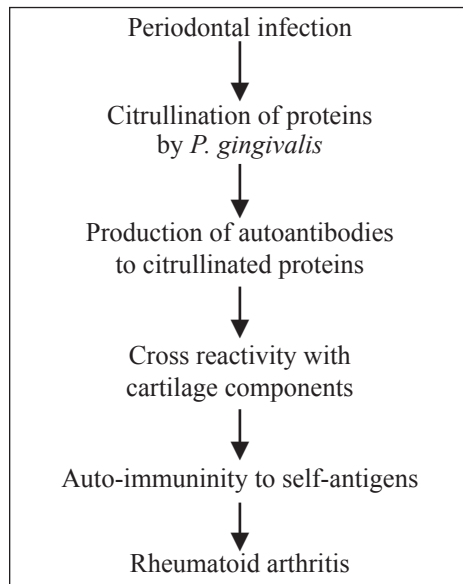 Periodontal infection
Citrullination of proteins
by P. gingivalis
Production of autoantibodies
to citrullinated proteins
Cross reactivity with
cartilage components
Auto-immuninity to self-antigens
Rheumatoid arthritis